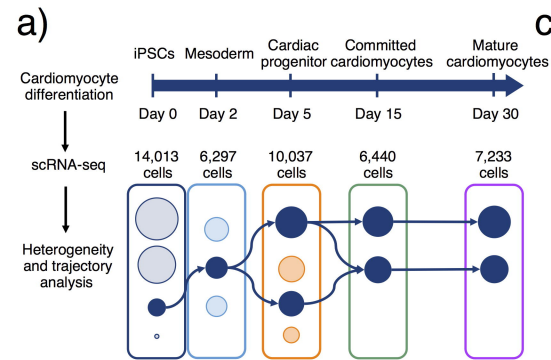 a)
c
iPSCs
Mesoderm
Cardiac
progenitor
Committed
cardiomyocytes
Mature
cardiomyocytes
Cardiomyocyte
differentiation
Day 0
Day 2
Day 5
Day 15
Day 30
scRNA-seq
14,013
cells
6,297
cells
10,037
cells
6,440
cells
7,233
cells
Heterogeneity
and trajectory
analysis